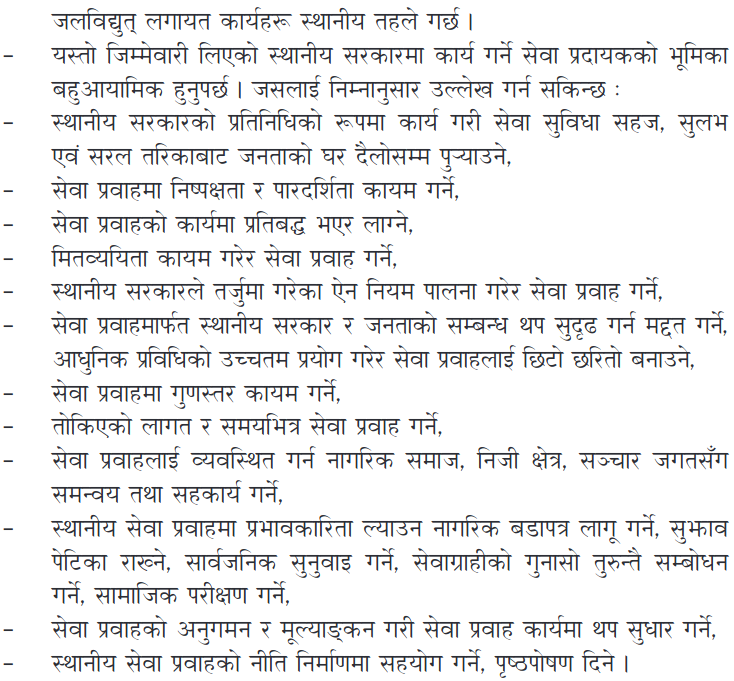 जलविद्युत् लगायत कार्यहरू स्थानीय तहले गर्छ ।
- यस्तो जिम्मेवारी लिएको स्थानीय सरकारमा कार्य गर्ने सेवा प्रदायकको भूमिका
बहुआयामिक हुनुपर्छ । जसलाई निम्नानुसार उल्लेख गर्न सकिन्छ :
- स्थानीय सरकारको प्रतिनिधिको रूपमा कार्य गरी सेवा सुविधा सहज, सुलभ
एवं सरल तरिकाबाट जनताको घर दैलोसम्म पुऱ्याउने,
- सेवा प्रवाहमा निष्पक्षता र पारदर्शिता कायम गर्ने,
- सेवा प्रवाहको कार्यमा प्रतिबद्ध भएर लाग्ने,
- मितव्ययिता कायम गरेर सेवा प्रवाह गर्ने,
- स्थानीय सरकारले तर्जुमा गरेका ऐन नियम पालना गरेर सेवा प्रवाह गर्ने,
- सेवा प्रवाहमार्फत स्थानीय सरकार र जनताको सम्बन्ध थप सुदृढ गर्न मद्दत गर्ने,
आधुनिक प्रविधिको उच्चतम प्रयोग गरेर सेवा प्रवाहलाई छिटो छरितो बनाउने,
- सेवा प्रवाहमा गुणस्तर कायम गर्ने,
- तोकिएको लागत र समयभित्र सेवा प्रवाह गर्ने,
- सेवा प्रवाहलाई व्यवस्थित गर्न नागरिक समाज, निजी क्षेत्र, सञ्चार जगतसँग
समन्वय तथा सहकार्य गर्ने,
- स्थानीय सेवा प्रवाहमा प्रभावकारिता ल्याउन नागरिक बडापत्र लागू गर्ने, सुझाव
पेटिका राख्ने, सार्वजनिक सुनुवाइ गर्ने, सेवाग्राहीको गुनासो तुरुन्तै सम्बोधन
गर्ने, सामाजिक परीक्षण गर्ने,
- सेवा प्रवाहको अनुगमन र मूल्याङ्कन गरी सेवा प्रवाह कार्यमा थप सुधार गर्ने,
- स्थानीय सेवा प्रवाहको नीति निर्माणमा सहयोग गर्ने, पृष्ठपोषण दिने ।